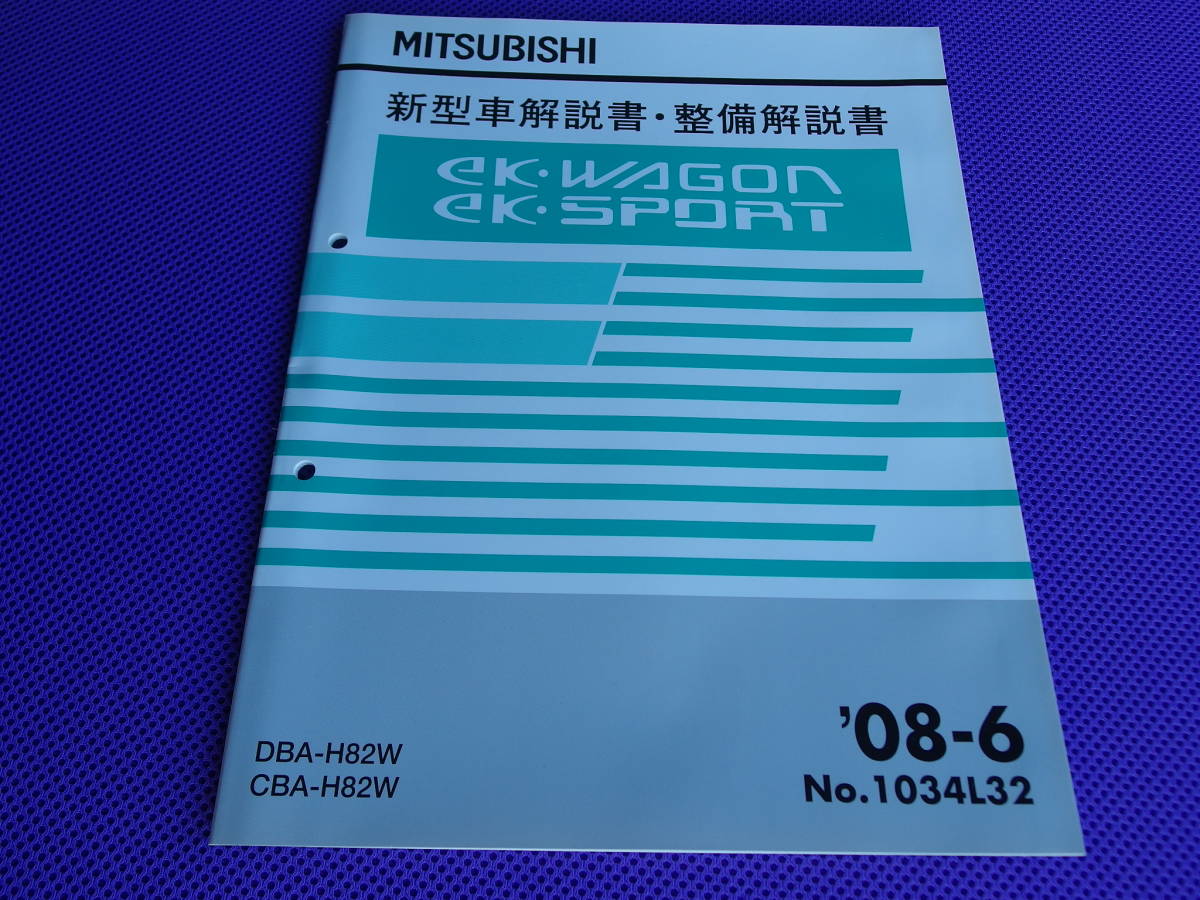 MITSUBISHI
新型車解説書・整備解説書
eK·WAGON
eK·SPORT
DBA-H82W
CBA-H82W
'08-6
No.1034L32